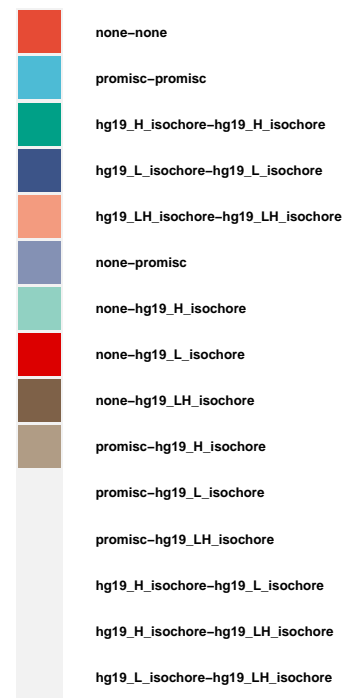 none–none
promisc–promisc
hg19_H_isochore–hg19_H_isochore
hg19_L_isochore–hg19_L_isochore
hg19_LH_isochore–hg19_LH_isochore
none–promisc
none–hg19_H_isochore
none–hg19_L_isochore
none–hg19_LH_isochore
promisc–hg19_H_isochore
promisc–hg19_L_isochore
promisc–hg19_LH_isochore
hg19_H_isochore–hg19_L_isochore
hg19_H_isochore–hg19_LH_isochore
hg19_L_isochore–hg19_LH_isochore